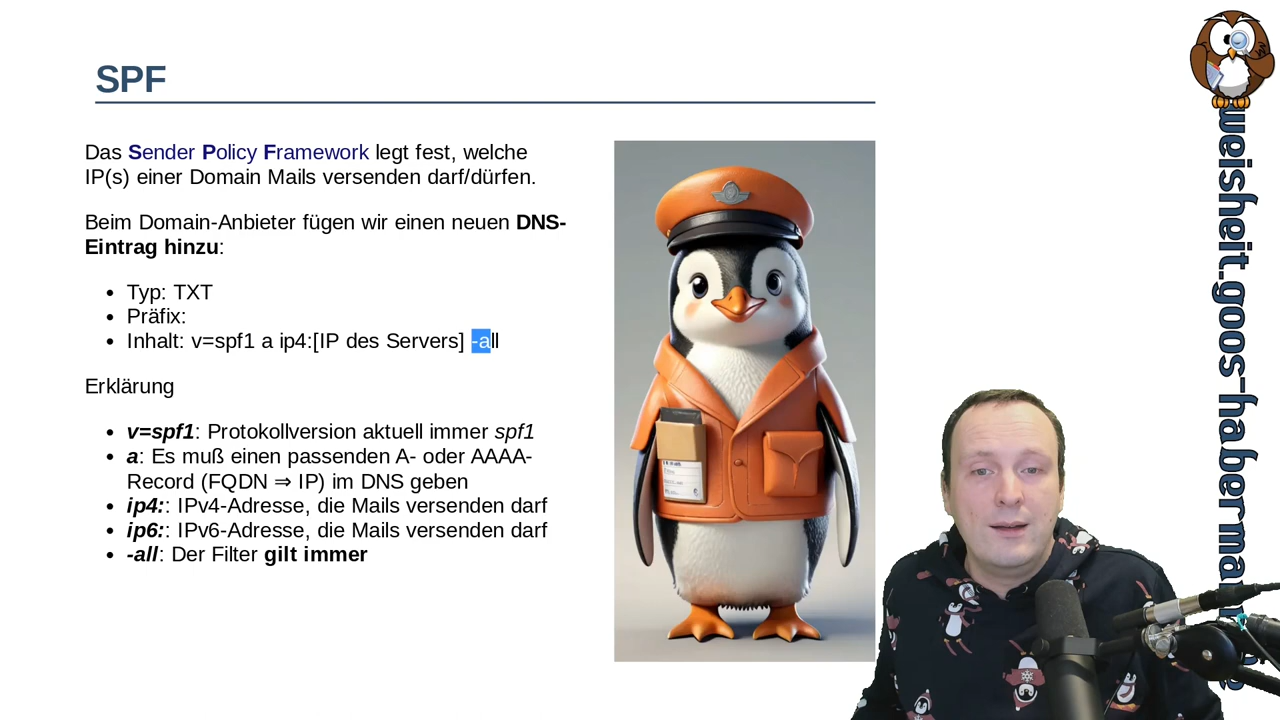 SPF
Das Sender Policy Framework legt fest, welche
IP(s) einer Domain Mails versenden darf/dürfen.
Beim Domain-Anbieter fügen wir einen neuen DNS-
Eintrag hinzu:
• Typ: TXT
• Präfix:
• Inhalt: v=spf1 a ip4:[IP des Servers] -all
Erklärung
• v=spf1: Protokollversion aktuell immer spf1
• a: Es muß einen passenden A- oder AAAA-
Record (FQDN ⇒ IP) im DNS geben
• ip4:: IPv4-Adresse, die Mails versenden darf
• ip6:: IPv6-Adresse, die Mails versenden darf
• -all: Der Filter gilt immer